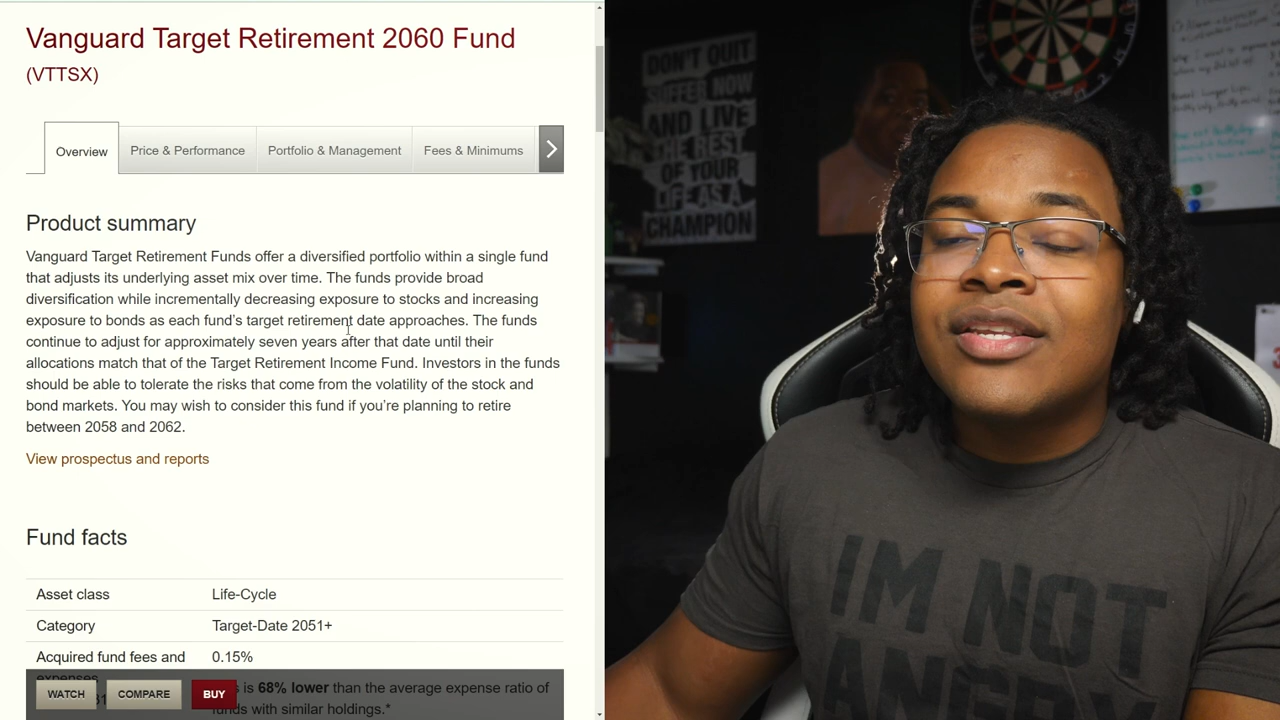 Vanguard Target Retirement 2060 Fund
(VTTSX)
Overview
Price & Performance
Portfolio & Management
Fees & Minimums
Product summary
Vanguard Target Retirement Funds offer a diversified portfolio within a single fund
that adjusts its underlying asset mix over time. The funds provide broad
diversification while incrementally decreasing exposure to stocks and increasing
exposure to bonds as each fund's target retirement date approaches. The funds
continue to adjust for approximately seven years after that date until their
allocations match that of the Target Retirement Income Fund. Investors in the funds
should be able to tolerate the risks that come from the volatility of the stock and
bond markets. You may wish to consider this fund if you're planning to retire
between 2058 and 2062.
View prospectus and reports
Fund facts
Asset class Life-Cycle
Category Target-Date 2051+
Acquired fund fees and 0.15%
expenses
is 68% lower than the average expense ratio of
funds with similar holdings.*
WATCH
COMPARE
BUY
DON'T QUIT
SUFFER NOW
AND LIVE
THE REST
OF YOUR
LIFE AS A
CHAMPION
IM NOT
ANGRY